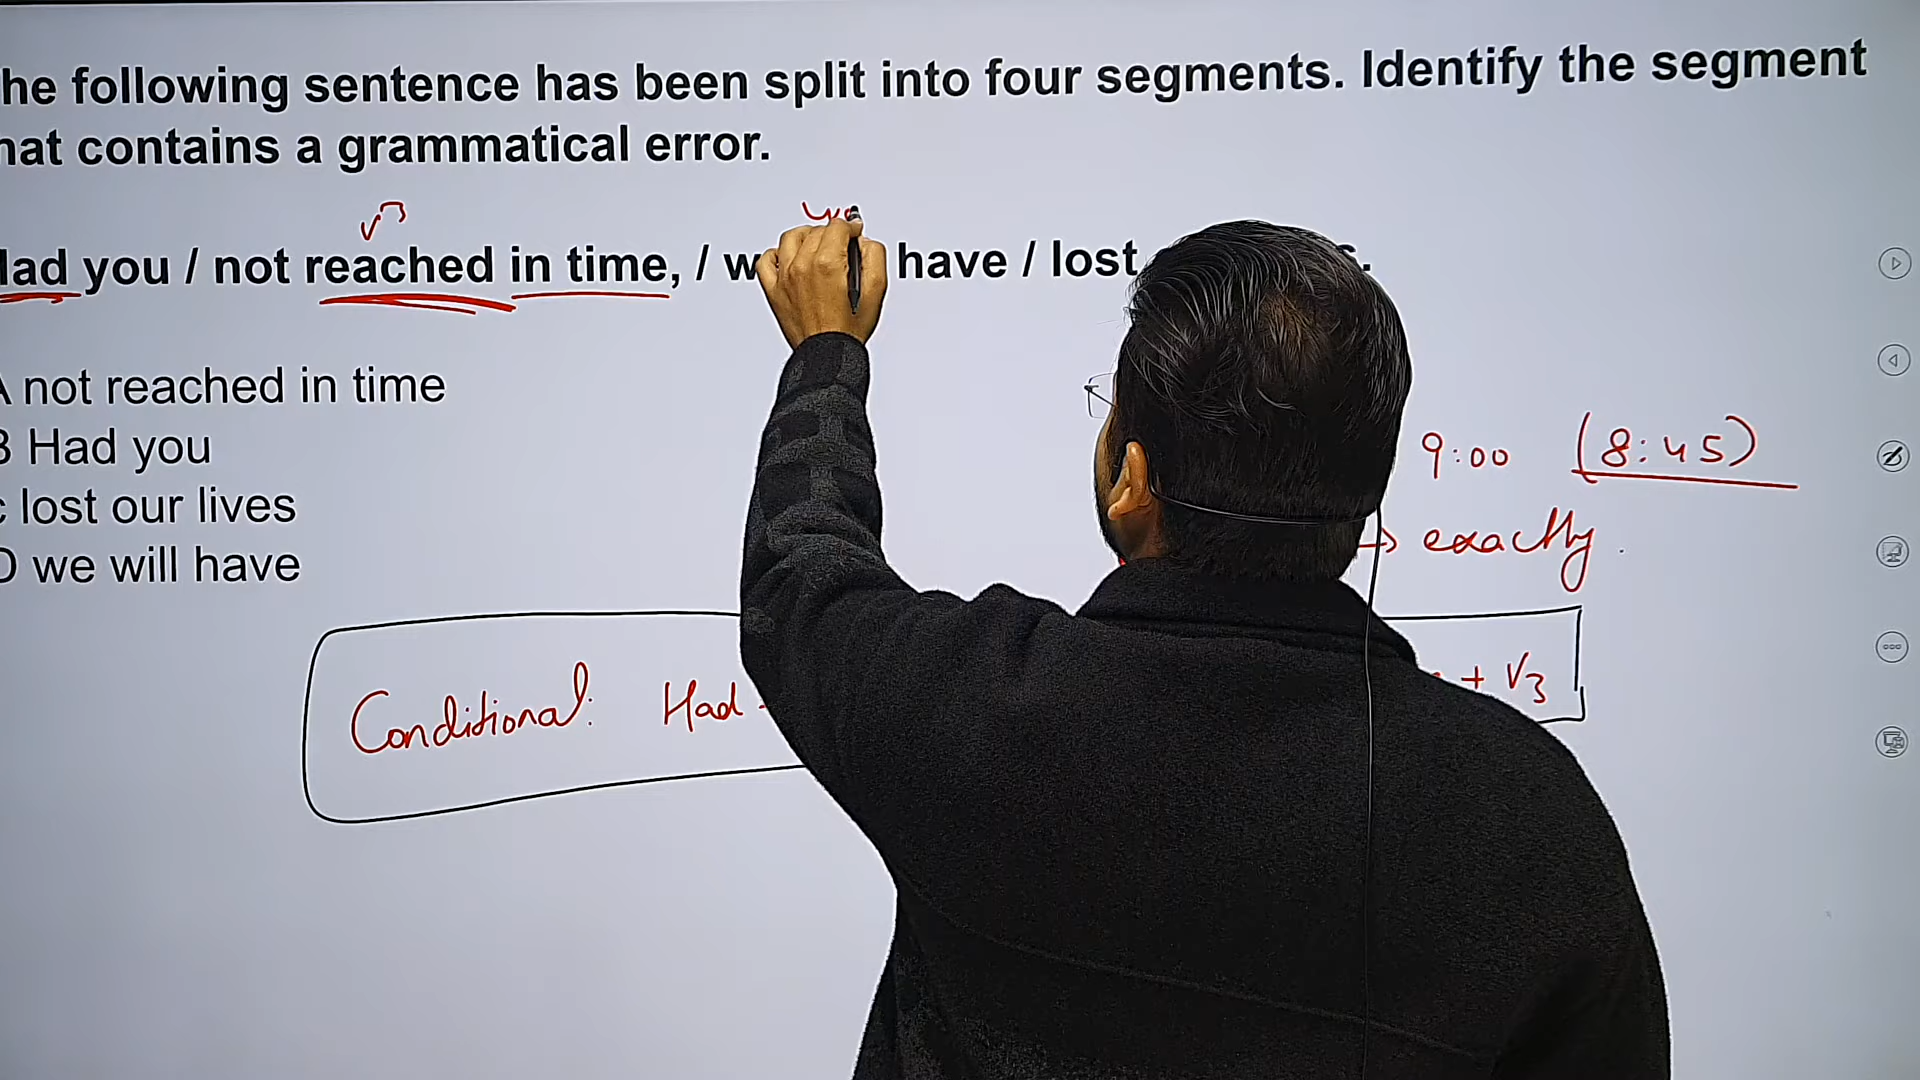 he following sentence has been split into four segments. Identify the segment
hat contains a grammatical error.
V3
Had you / not reached in time, / have / lost
A not reached in time
B Had you
C lost our lives
D we will have
9:00 (8:45)
→ exactly.
Conditional: Had + V3